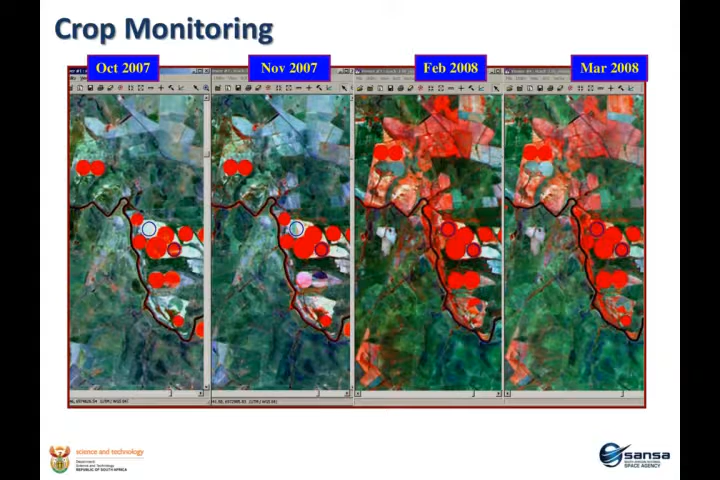 Crop Monitoring
Oct 2007
Nov 2007
Feb 2008
Mar 2008
science and technology
Department:
Science and Technology
REPUBLIC OF SOUTH AFRICA
sansa
SOUTH AFRICAN NATIONAL
SPACE AGENCY